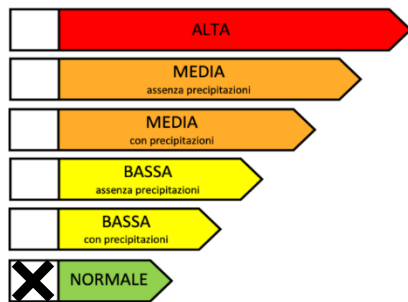 ALTA
MEDIA
assenza precipitazioni
MEDIA
con precipitazioni
BASSA
assenza precipitazioni
BASSA
con precipitazioni
NORMALE